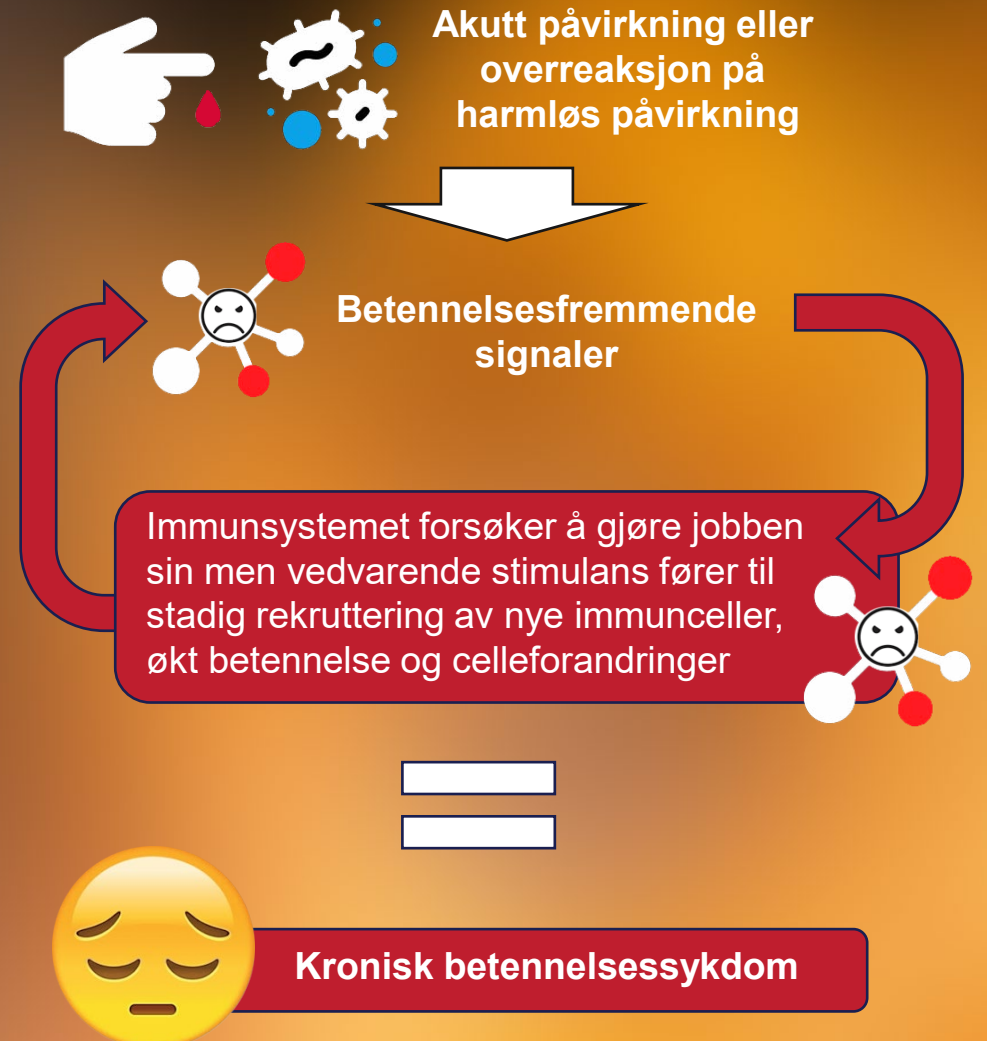 Akutt påvirkning eller
overreaksjon på
harmløs påvirkning
Betennelsesfremmende
signaler
Immunsystemet forsøker å gjøre jobben
sin men vedvarende stimulans fører til
stadig rekruttering av nye immunceller,
økt betennelse og celleforandringer
Kronisk betennelsessykdom